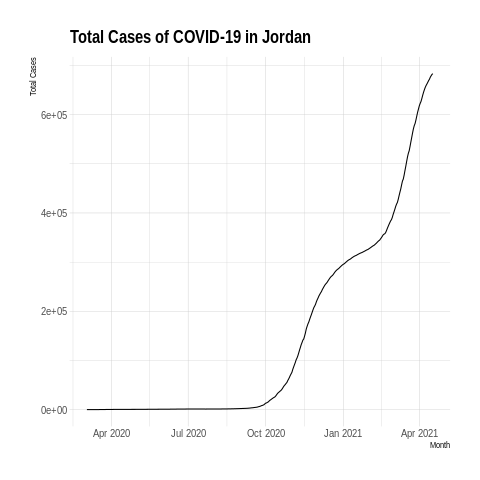 Total Cases of COVID-19 in Jordan
Total Cases
6e+05
4e+05
2e+05
0e+00
Apr 2020 Jul 2020 Oct 2020 Jan 2021 Apr 2021
Month